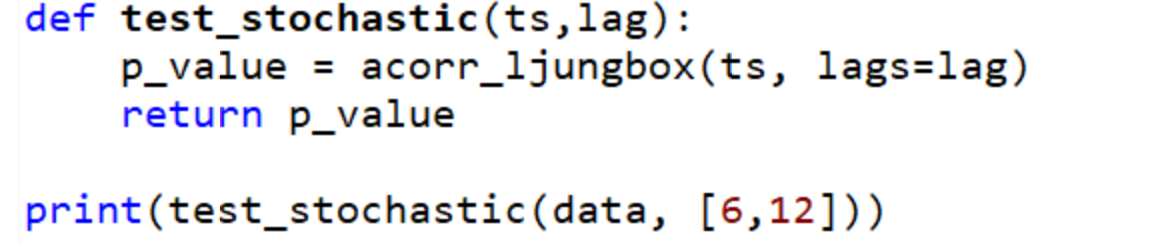 def test_stochastic(ts,lag):
    p_value = acorr_ljungbox(ts, lags=lag)
    return p_value
print(test_stochastic(data, [6,12]))